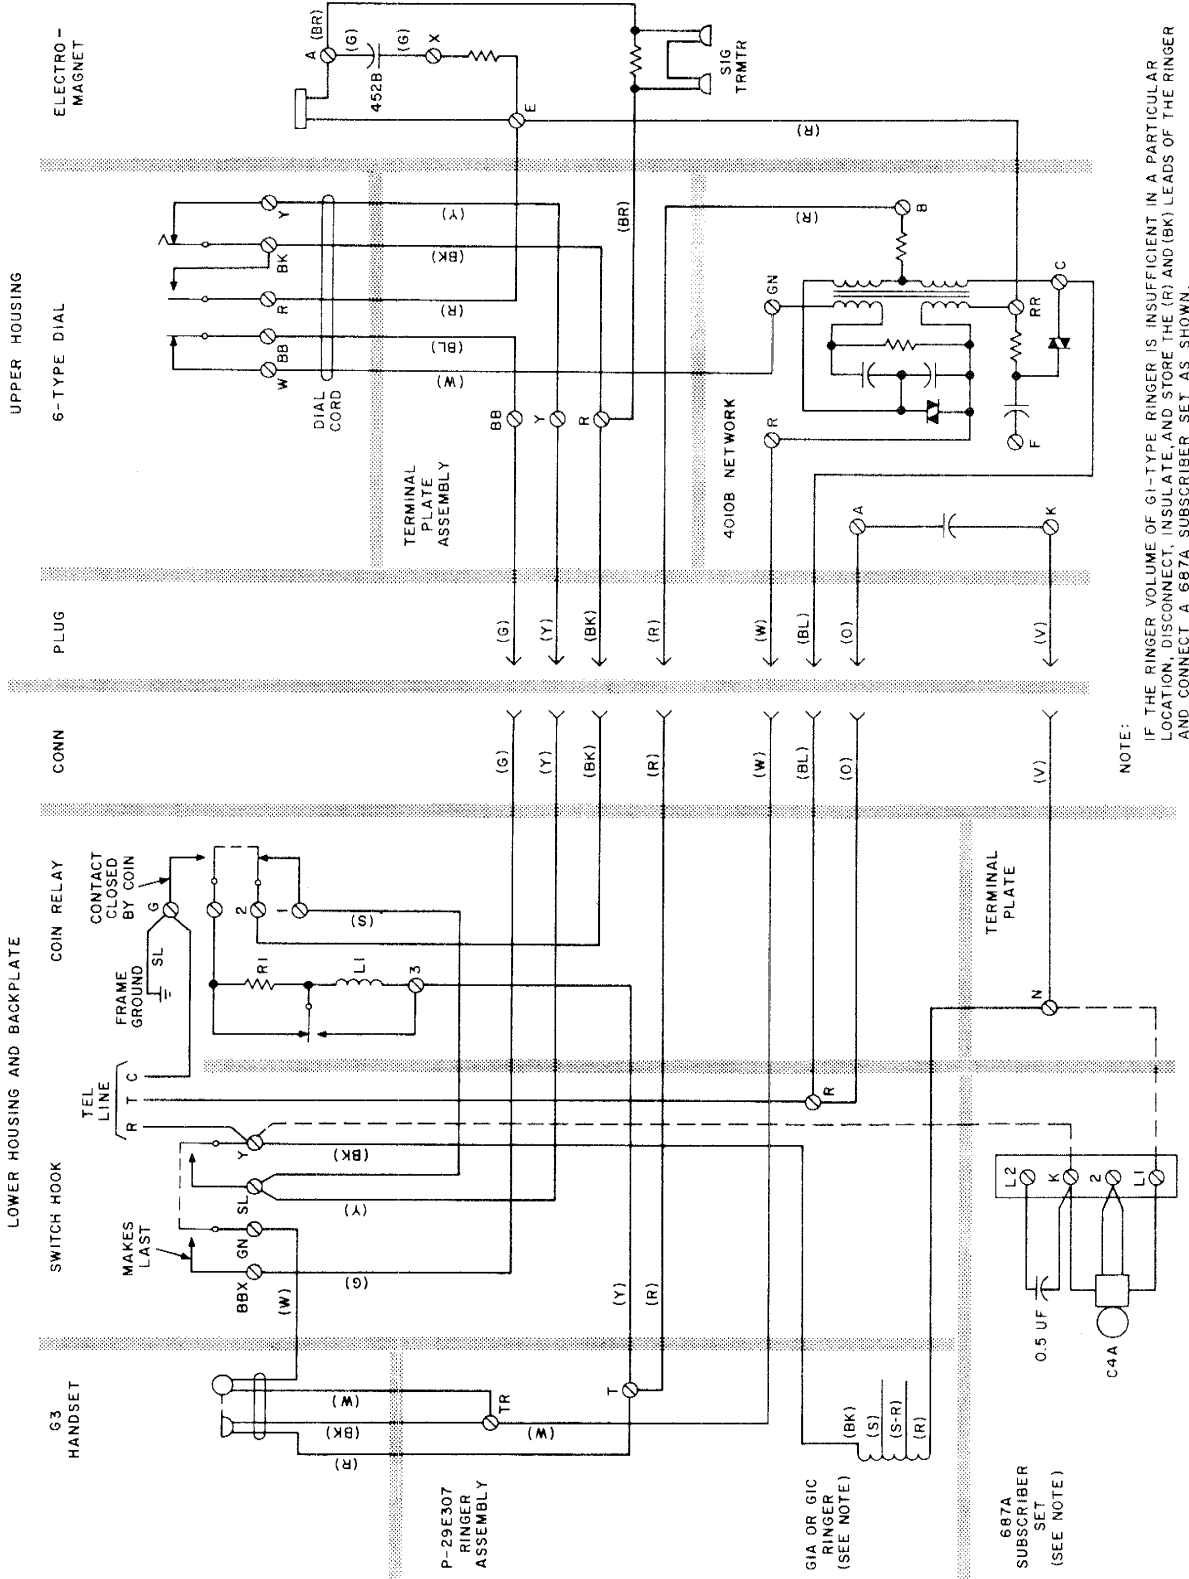 LOWER HOUSING AND BACKPLATE
UPPER HOUSING
G3
HANDSET
SWITCH HOOK
COIN RELAY
CONN
PLUG
6-TYPE DIAL
ELECTRO-
MAGNET
MAKES
LAST
TEL
LINE
R
T
C
FRAME
GROUND
SL
CONTACT
CLOSED
BY COIN
G
2
1
(S)
R1
L1
3
BBX
GN
SL
Y
(W)
(G)
(Y)
(BK)
(R)
(BK)
(W)
TR
(W)
T
(Y)
(R)
R
P-29E307
RINGER
ASSEMBLY
G1A OR G1C
RINGER
(SEE NOTE)
(BK)
(S)
(S-R)
(R)
687A
SUBSCRIBER
SET
(SEE NOTE)
0.5 UF
C4A
L2
K
2
L1
TERMINAL
PLATE
N
(G)
(Y)
(BK)
(R)
(W)
(BL)
(O)
(V)
(G)
(Y)
(BK)
(R)
(W)
(BL)
(O)
(V)
W
BB
R
BK
Y
DIAL
CORD
(W)
(BL)
(R)
(BK)
(Y)
TERMINAL
PLATE
ASSEMBLY
BB
Y
R
(BR)
4010B NETWORK
A
K
R
F
GN
RR
B
C
(R)
(R)
A
(BR)
(G)
452B
(G)
X
E
SIG
TRMTR
NOTE:
IF THE RINGER VOLUME OF G1-TYPE RINGER IS INSUFFICIENT IN A PARTICULAR
LOCATION, DISCONNECT, INSULATE, AND STORE THE (R) AND (BK) LEADS OF THE RINGER
AND CONNECT A 687A SUBSCRIBER SET AS SHOWN.